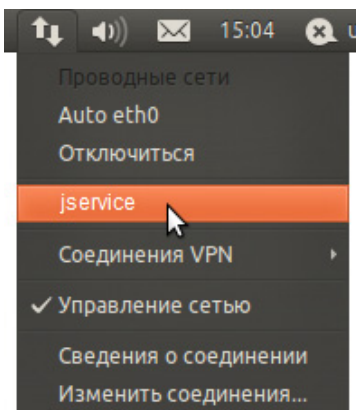 15:04
Проводные сети
Auto eth0
Отключиться
jservice
Соединения VPN
Управление сетью
Сведения о соединении
Изменить соединения...